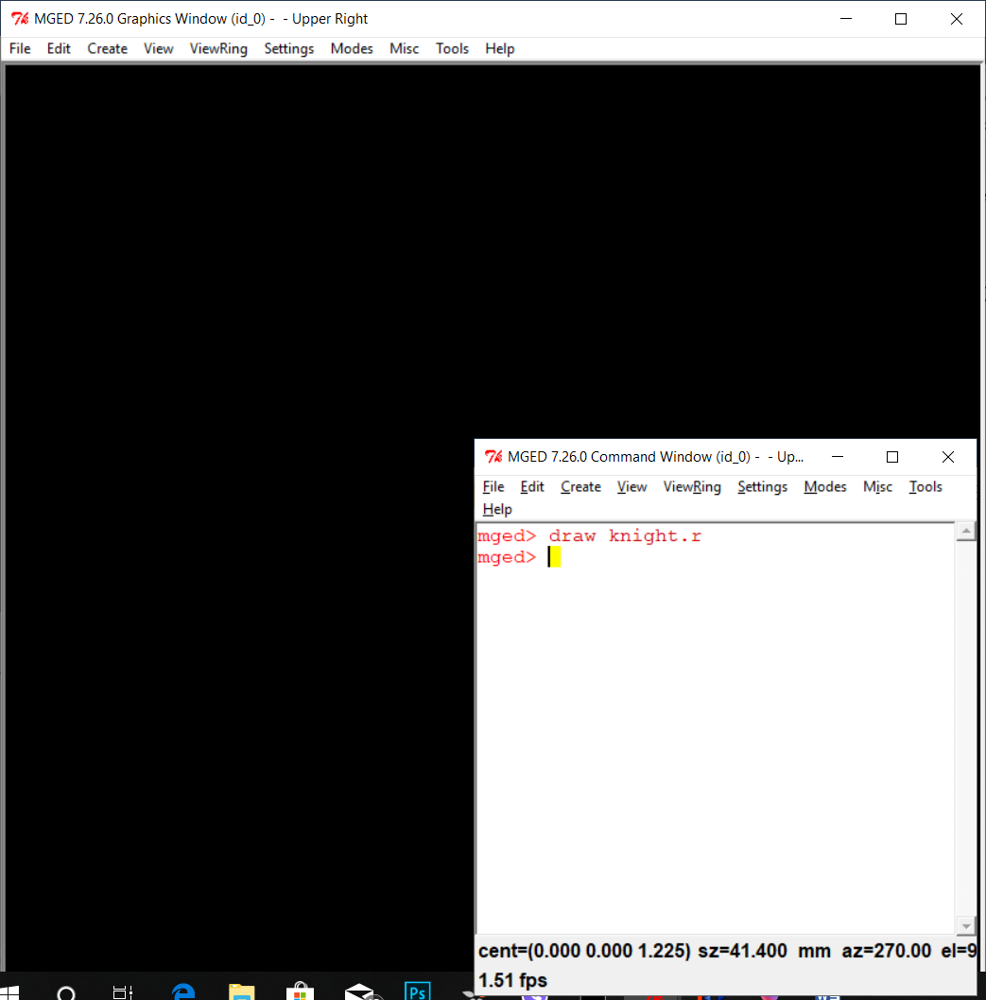 MGED 7.26.0 Graphics Window (id_0) - - Upper Right
File Edit Create View ViewRing Settings Modes Misc Tools Help
MGED 7.26.0 Command Window (id_0) - - Up...
File Edit Create View ViewRing Settings Modes Misc Tools
Help
mged> draw knight.r
mged>
cent=(0.000 0.000 1.225) sz=41.400 mm az=270.00 el=9
1.51 fps
Ps